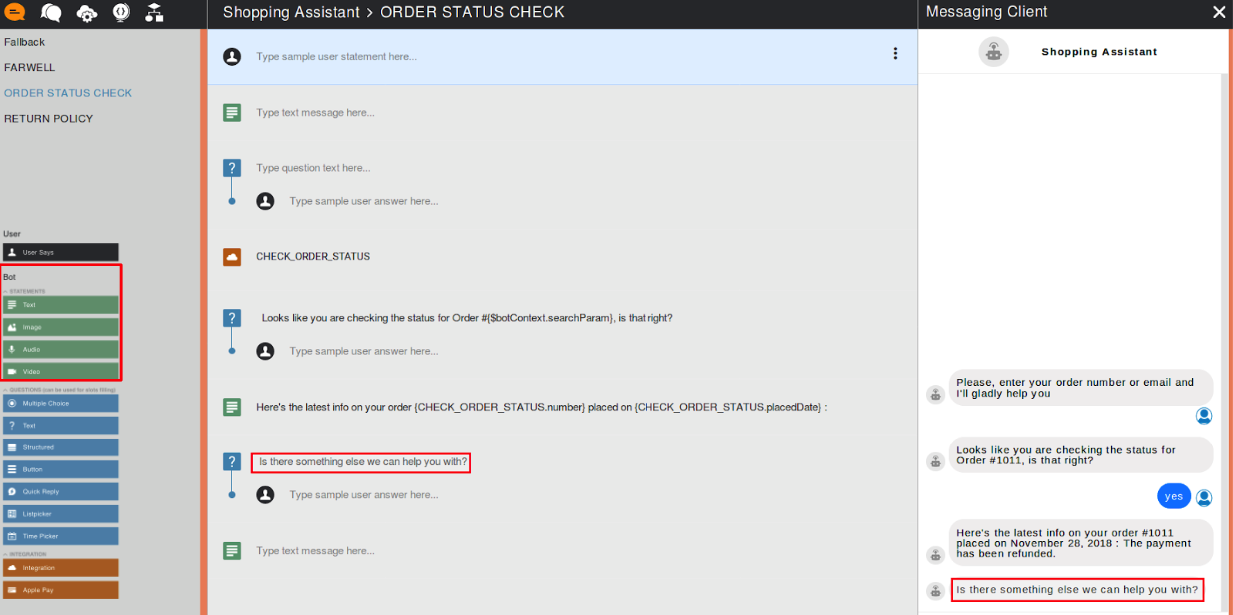 Shopping Assistant > ORDER STATUS CHECK
Messaging Client
Fallback
FARWELL
ORDER STATUS CHECK
RETURN POLICY
User
User Says
Bot
STATEMENTS
Text
Image
Audio
Video
QUESTIONS (can be used for slots filling)
Multiple Choice
Text
Structured
Button
Quick Reply
Listpicker
Time Picker
INTEGRATION
Integration
Apple Pay
Type sample user statement here...
Type text message here...
Type question text here...
Type sample user answer here...
CHECK_ORDER_STATUS
Looks like you are checking the status for Order #{$botContext.searchParam}, is that right?
Type sample user answer here...
Here's the latest info on your order {CHECK_ORDER_STATUS.number} placed on {CHECK_ORDER_STATUS.placedDate} :
Is there something else we can help you with?
Type sample user answer here...
Type text message here...
Shopping Assistant
Please, enter your order number or email and
I'll gladly help you
Looks like you are checking the status for
Order #1011, is that right?
yes
Here's the latest info on your order #1011
placed on November 28, 2018 : The payment
has been refunded.
Is there something else we can help you with?